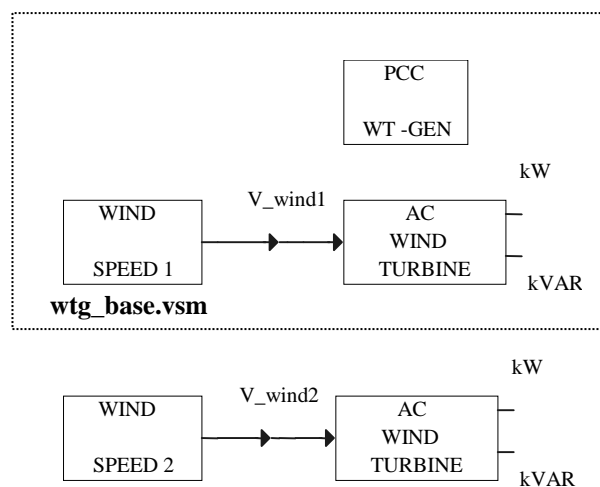 PCC
WT -GEN
kW
V_wind1
WIND
SPEED 1
AC
WIND
TURBINE
kVAR
wtg_base.vsm
kW
V_wind2
WIND
SPEED 2
AC
WIND
TURBINE
kVAR